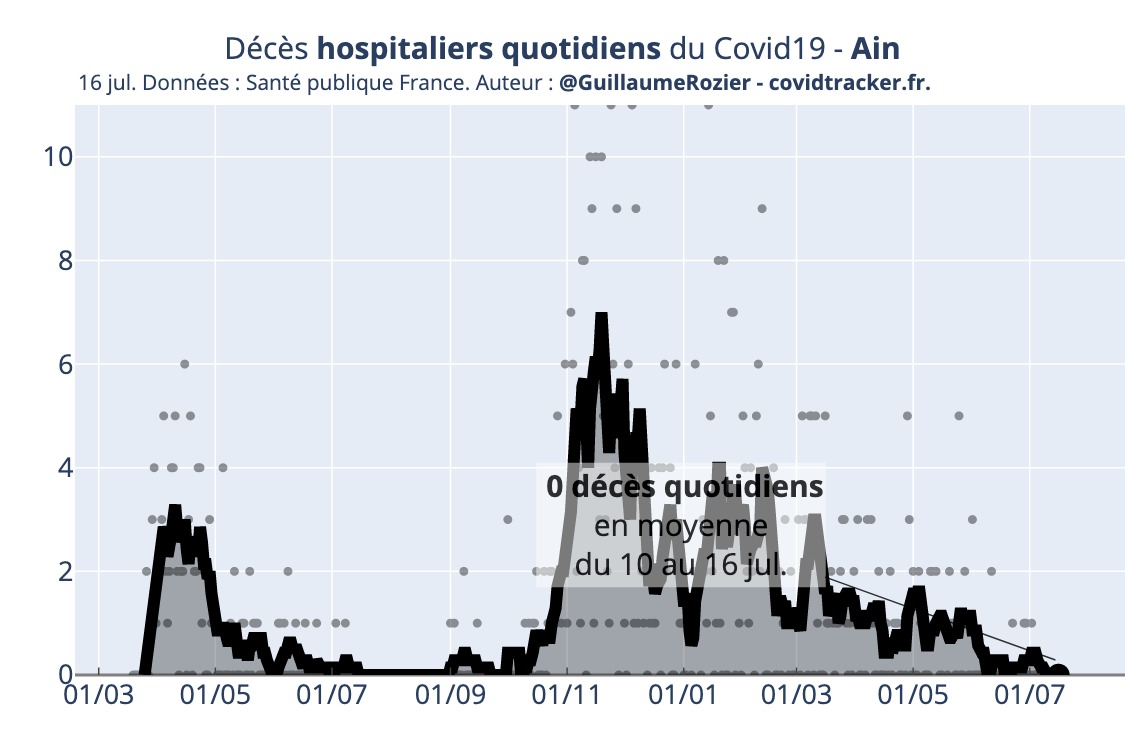 Décès hospitaliers quotidiens du Covid19 - Ain
16 jul. Données : Santé publique France. Auteur : @GuillaumeRozier - covidtracker.fr.
10
8
6
4
2
0
0 décès quotidiens
en moyenne
du 10 au 16 jul.
01/03 01/05 01/07 01/09 01/11 01/01 01/03 01/05 01/07